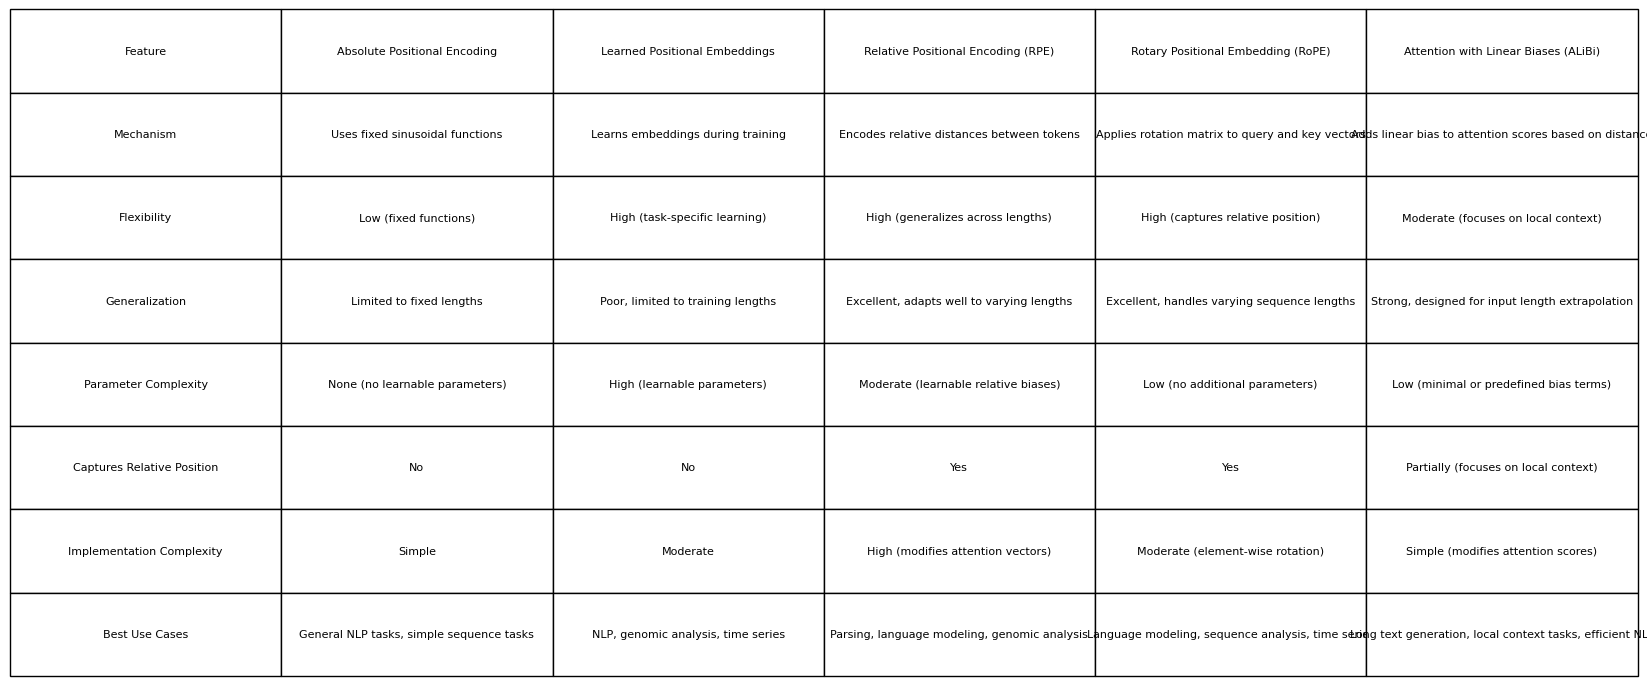 Feature Absolute Positional Encoding Learned Positional Embeddings Relative Positional Encoding (RPE) Rotary Positional Embedding (RoPE) Attention with Linear Biases (ALiBi)
Mechanism Uses fixed sinusoidal functions Learns embeddings during training Encodes relative distances between tokens Applies rotation matrix to query and key vectors Adds linear bias to attention scores based on distance
Flexibility Low (fixed functions) High (task-specific learning) High (generalizes across lengths) High (captures relative position) Moderate (focuses on local context)
Generalization Limited to fixed lengths Poor, limited to training lengths Excellent, adapts well to varying lengths Excellent, handles varying sequence lengths Strong, designed for input length extrapolation
Parameter Complexity None (no learnable parameters) High (learnable parameters) Moderate (learnable relative biases) Low (no additional parameters) Low (minimal or predefined bias terms)
Captures Relative Position No No Yes Yes Partially (focuses on local context)
Implementation Complexity Simple Moderate High (modifies attention vectors) Moderate (element-wise rotation) Simple (modifies attention scores)
Best Use Cases General NLP tasks, simple sequence tasks NLP, genomic analysis, time series Parsing, language modeling, genomic analysis Language modeling, sequence analysis, time series Long text generation, local context tasks, efficient NL